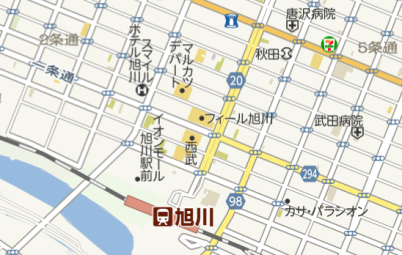 唐沢病院
5条通
秋田
2条通
一条通
スマイル
ホテル旭川
マルカツ
デパート
20
フィール旭川
武田病院
イオンモール
旭川駅前
西武
294
98
カサ・パラシオン
旭川